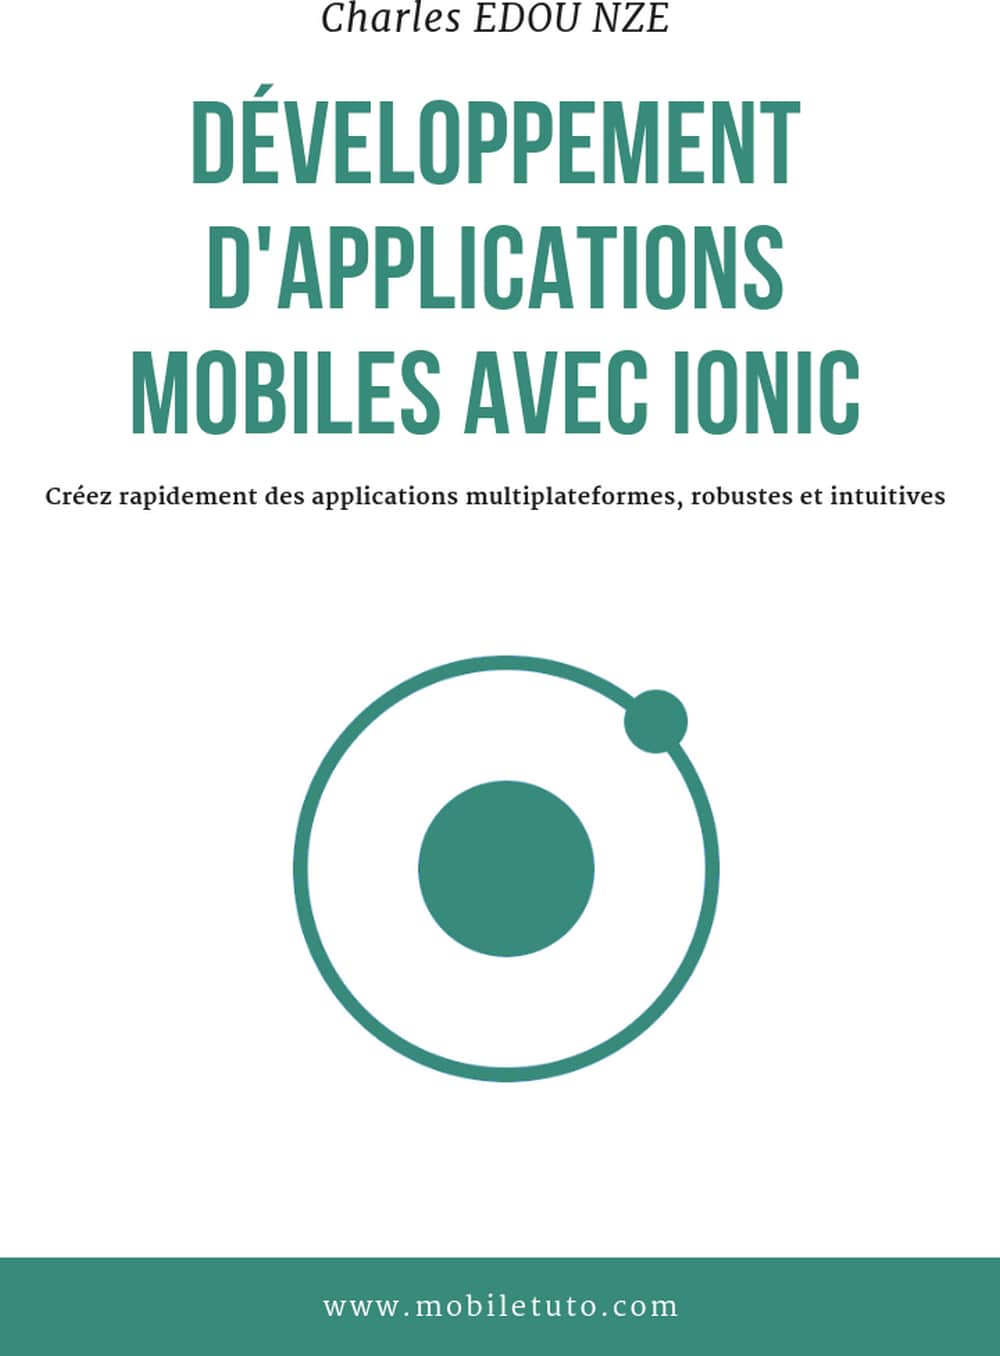 Charles EDOU NZE
DÉVELOPPEMENT
D'APPLICATIONS
MOBILES AVEC IONIC
Créez rapidement des applications multiplateformes, robustes et intuitives
www.mobiletuto.com